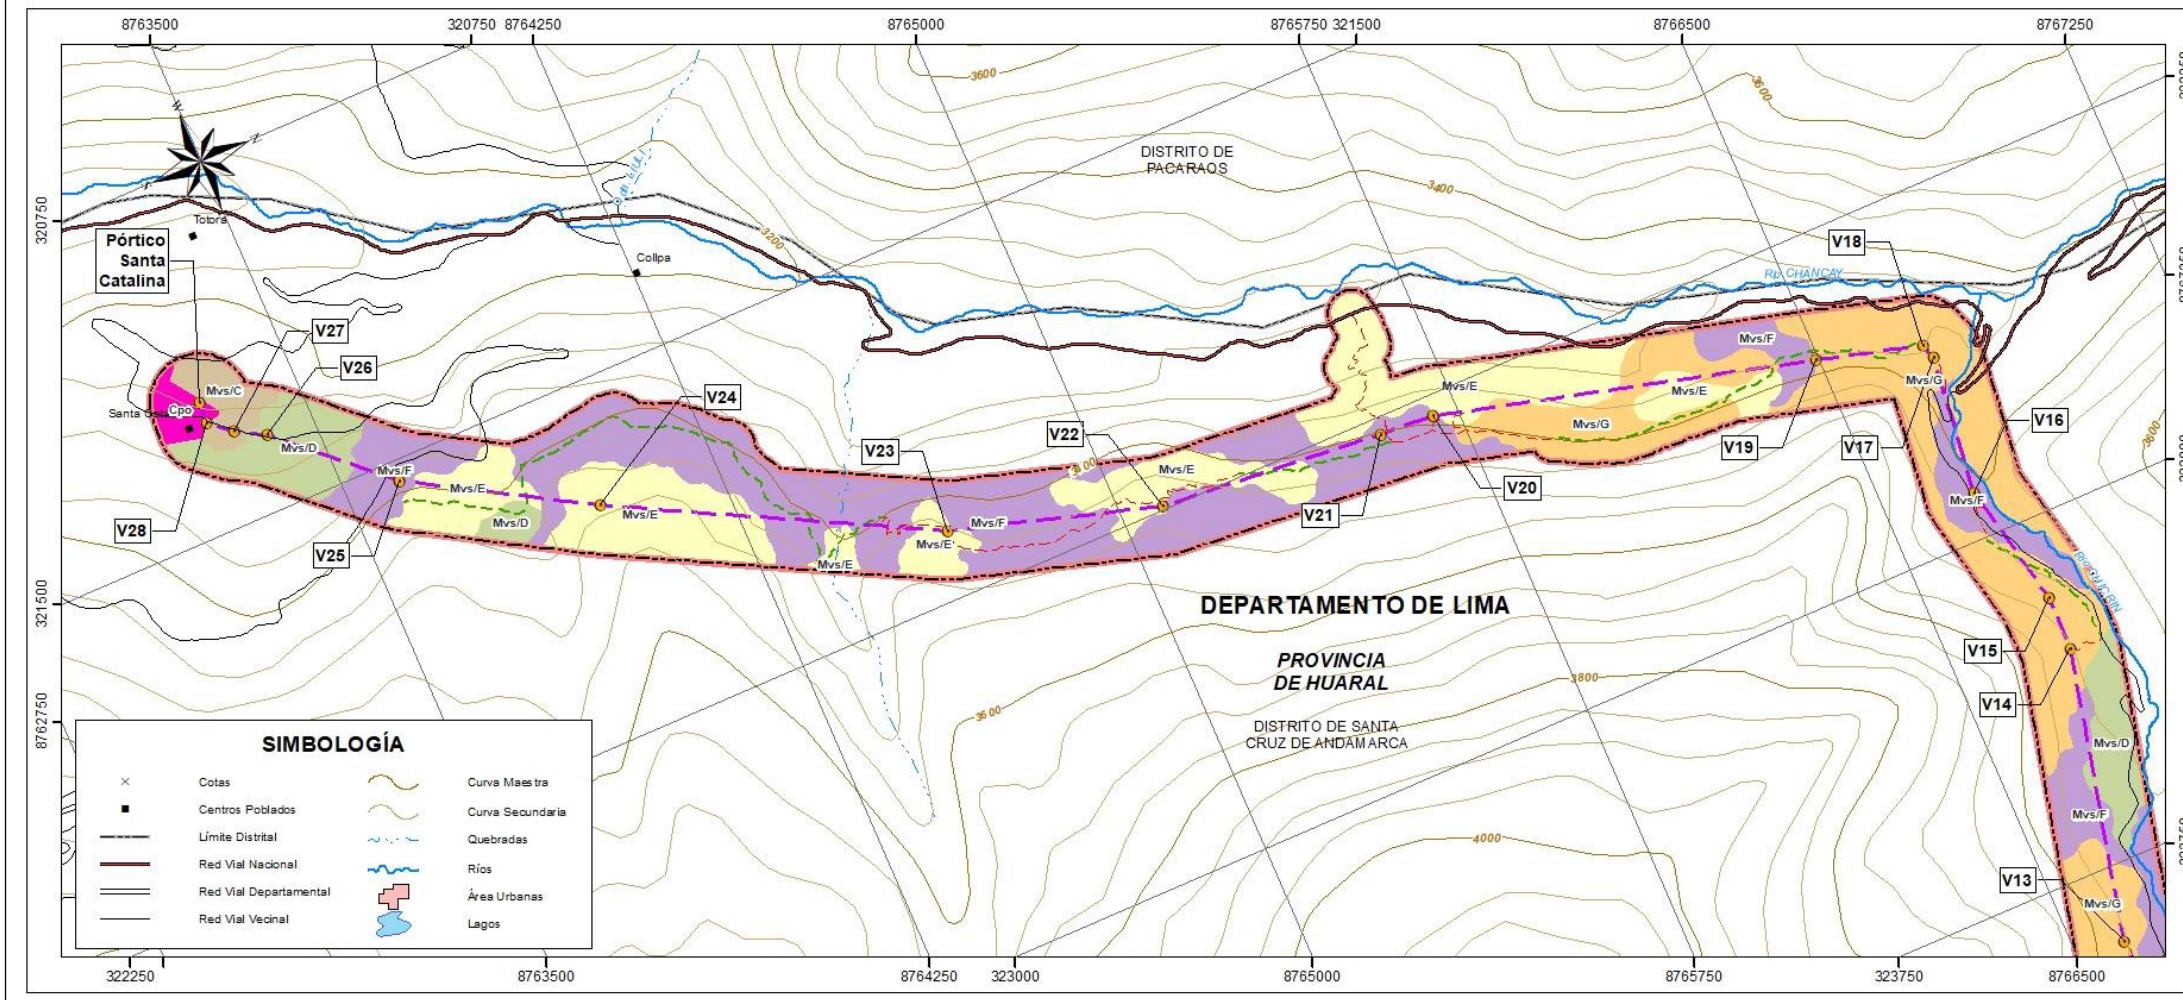 8763500
320750
8764250
8765000
8765750
321500
8766500
8767250
320750
321500
8762750
W
N
Totora
Pórtico
Santa
Catalina
Collpa
3200
3600
3600
3400
3600
3600
3800
4000
DISTRITO DE
PACARAOS
Río CHANCAY
Río CHICRIN
V27
V26
V24
V23
V22
V18
V16
V19
V17
V20
V21
V28
V25
V15
V14
V13
Mvs/C
Cpo
Mvs/D
Mvs/F
Mvs/E
Mvs/D
Mvs/E
Mvs/F
Mvs/E
Mvs/E
Mvs/E
Mvs/E
Mvs/F
Mvs/E
Mvs/G
Mvs/G
Mvs/F
Mvs/D
Mvs/F
Mvs/G
DEPARTAMENTO DE LIMA
PROVINCIA
DE HUARAL
DISTRITO DE SANTA
CRUZ DE ANDAMARCA
SIMBOLOGÍA
Cotas
Centros Poblados
Límite Distrital
Red Vial Nacional
Red Vial Departamental
Red Vial Vecinal
Curva Maestra
Curva Secundaria
Quebradas
Ríos
Área Urbanas
Lagos
322250
8763500
8764250
323000
8765000
8765750
323750
8766500